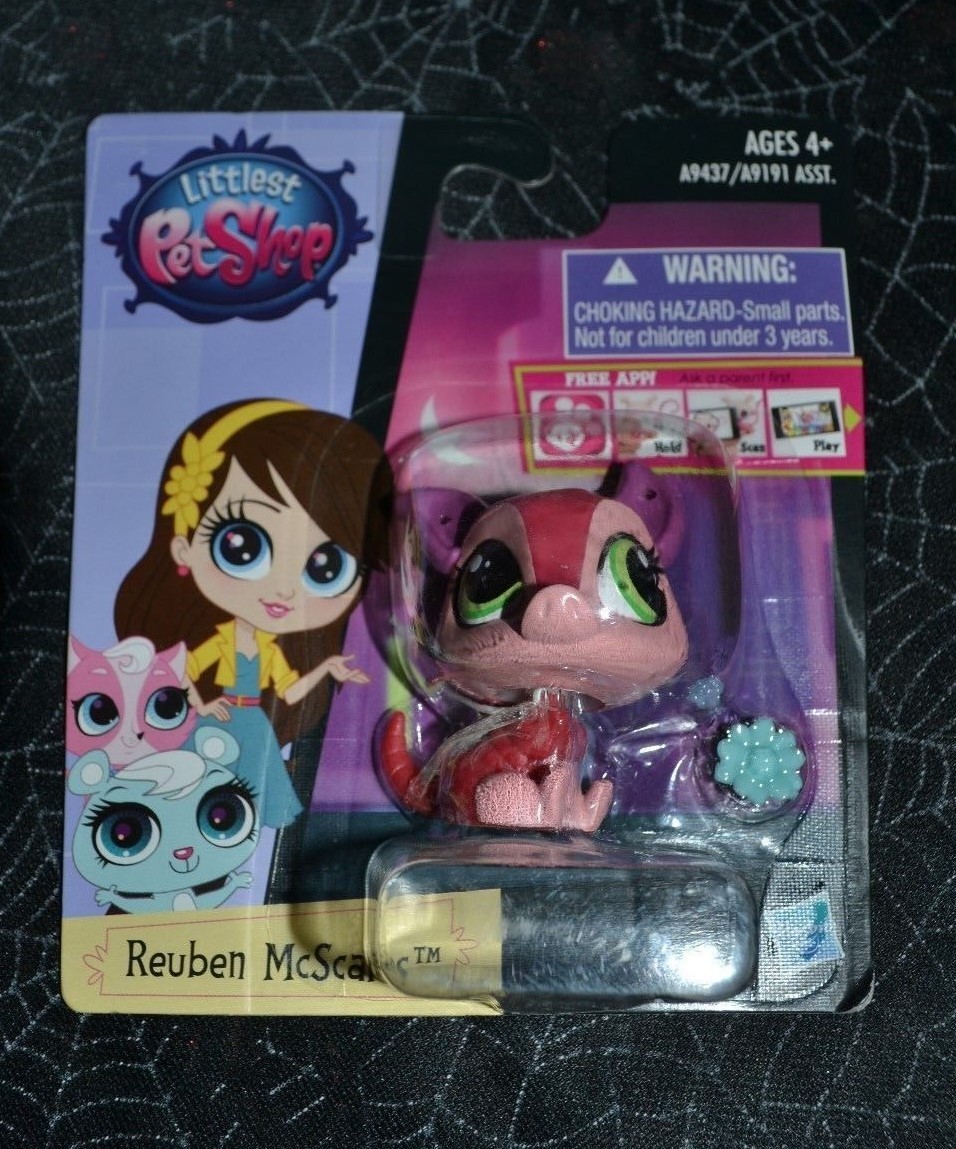 Littlest
PetShop
AGES 4+
A9437/A9191 ASST.
WARNING:
CHOKING HAZARD-Small parts.
Not for children under 3 years.
FREE APP! Ask a parent first.
Hold Scan Play
Reuben ™